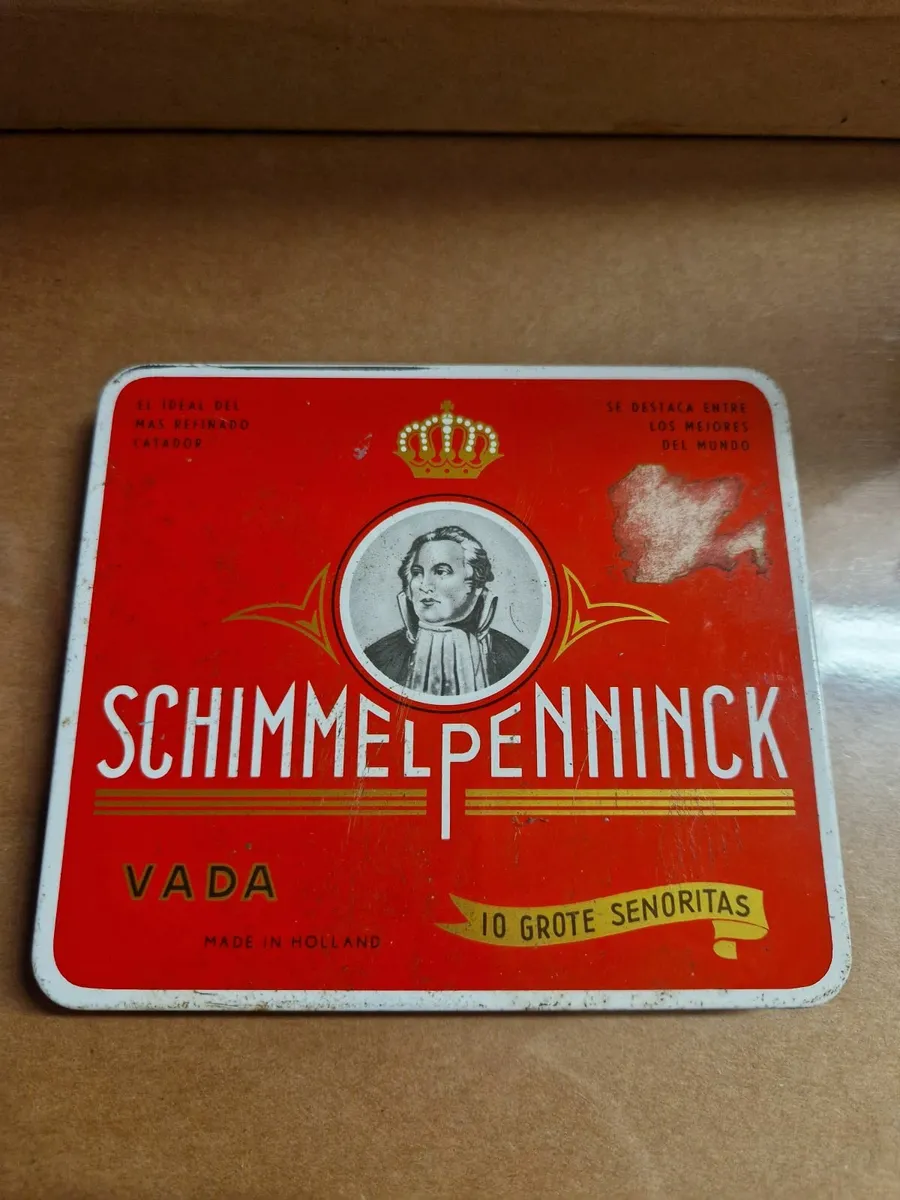 EL IDEAL DEL
MAS REFINADO
CATADOR
SE DESTACA ENTRE
LOS MEJORES
DEL MUNDO
SCHIMMELPENNINCK
VADA
MADE IN HOLLAND
10 GROTE SENORITAS